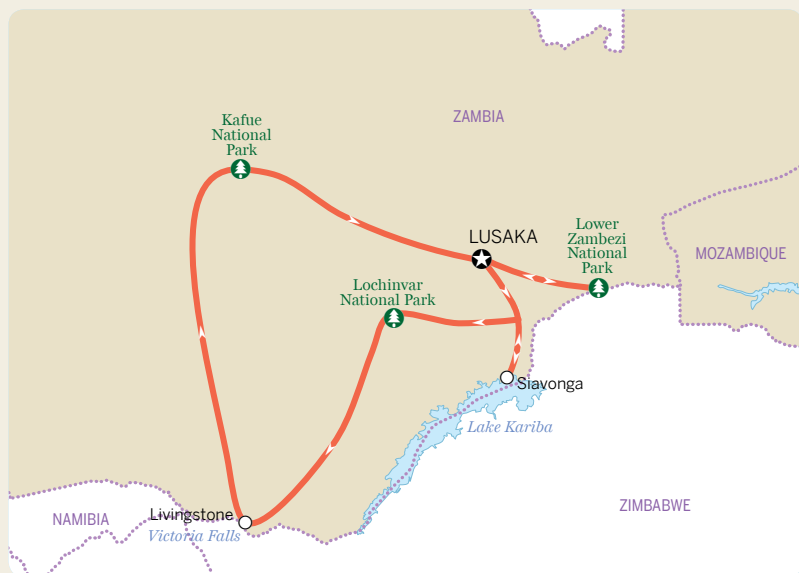 Kafue
National
Park
ZAMBIA
LUSAKA
Lower
Zambezi
National
Park
MOZAMBIQUE
Lochinvar
National Park
Siavonga
Lake Kariba
ZIMBABWE
Livingstone
NAMIBIA
Victoria Falls